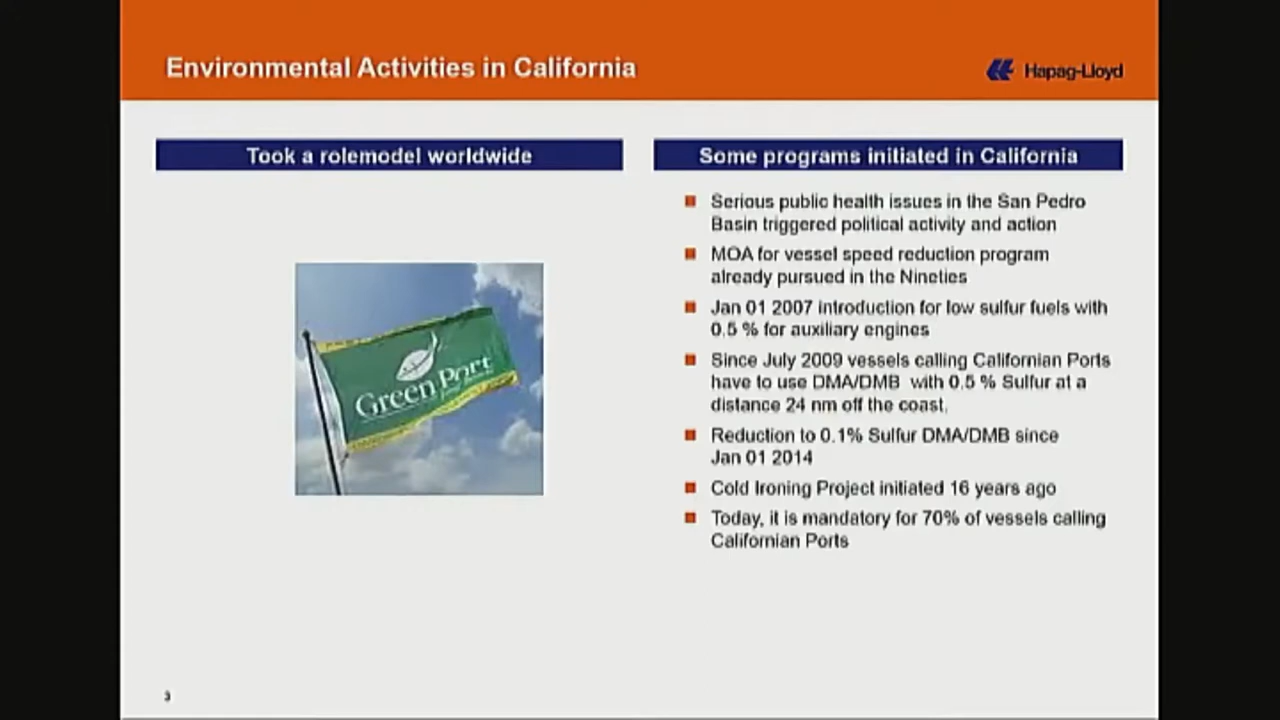 Environmental Activities in California
Hapag-Lloyd
Took a rolemodel worldwide
Some programs initiated in California
Serious public health issues in the San Pedro
Basin triggered political activity and action
MOA for vessel speed reduction program
already pursued in the Nineties
Jan 01 2007 introduction for low sulfur fuels with
0.5 % for auxiliary engines
Since July 2009 vessels calling Californian Ports
have to use DMA/DMB with 0.5 % Sulfur at a
distance 24 nm off the coast.
Reduction to 0.1% Sulfur DMA/DMB since
Jan 01 2014
Cold Ironing Project initiated 16 years ago
Today, it is mandatory for 70% of vessels calling
Californian Ports
Green Port
3